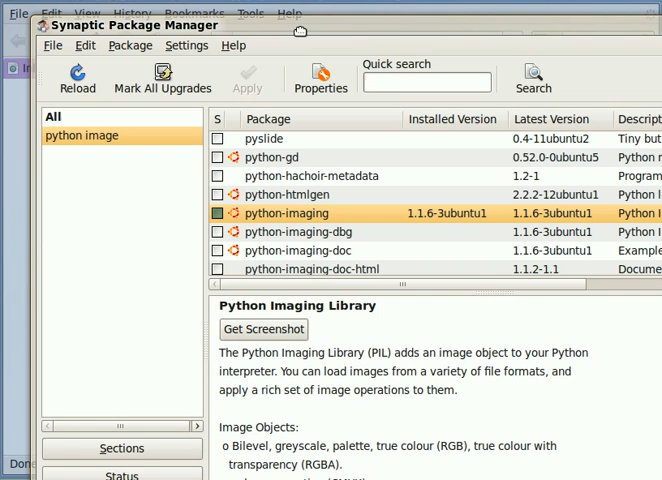 File Edit View History Bookmarks Tools Help
Synaptic Package Manager
File Edit Package Settings Help
Quick search
Reload Mark All Upgrades Apply Properties Search
All
python image
S Package Installed Version Latest Version Descript
pyslide 0.4-11ubuntu2 Tiny but
python-gd 0.52.0-0ubuntu5 Python
python-hachoir-metadata 1.2-1 Program
python-htmlgen 2.2.2-12ubuntu1 Python l
python-imaging 1.1.6-3ubuntu1 1.1.6-3ubuntu1 Python I
python-imaging-dbg 1.1.6-3ubuntu1 Python I
python-imaging-doc 1.1.6-3ubuntu1 Example
python-imaging-doc-html 1.1.2-1.1 Docume
Python Imaging Library
Get Screenshot
The Python Imaging Library (PIL) adds an image object to your Python
interpreter. You can load images from a variety of file formats, and
apply a rich set of image operations to them.
Image Objects:
o Bilevel, greyscale, palette, true colour (RGB), true colour with
transparency (RGBA).
Sections
Status
Done